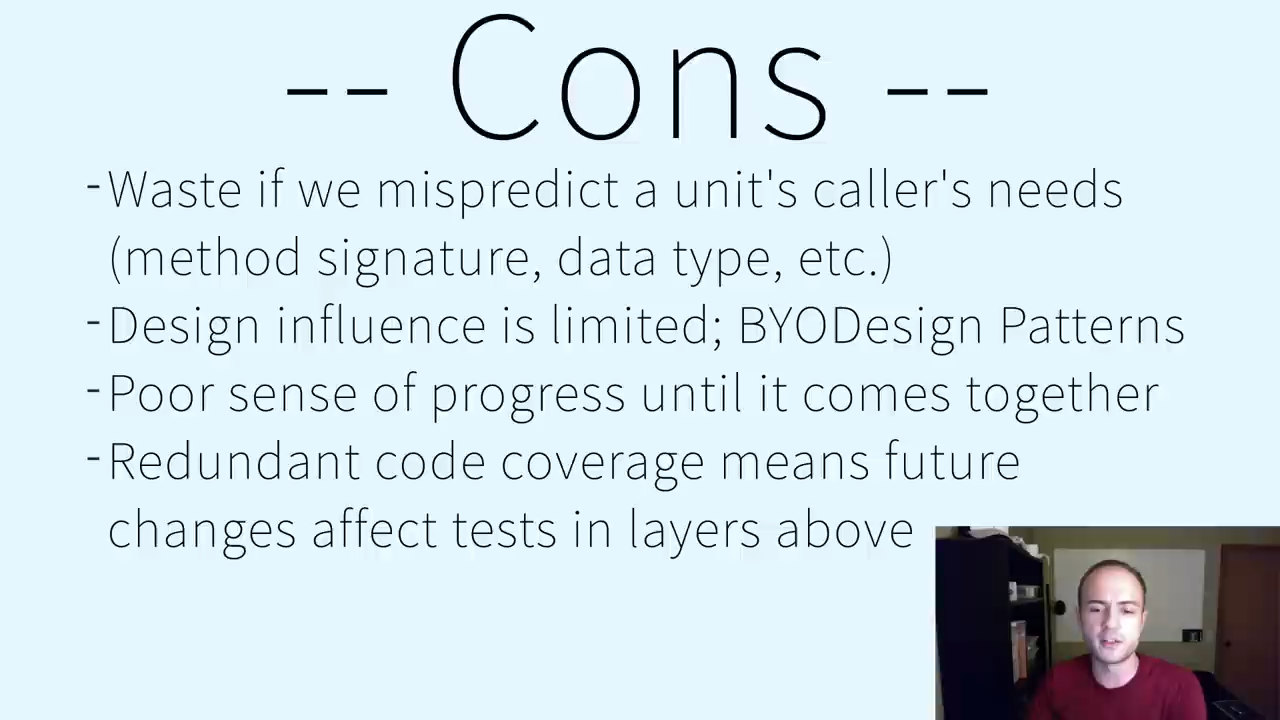 -- Cons --
- Waste if we mispredict a unit's caller's needs
(method signature, data type, etc.)
- Design influence is limited; BYODesign Patterns
- Poor sense of progress until it comes together
- Redundant code coverage means future
changes affect tests in layers above